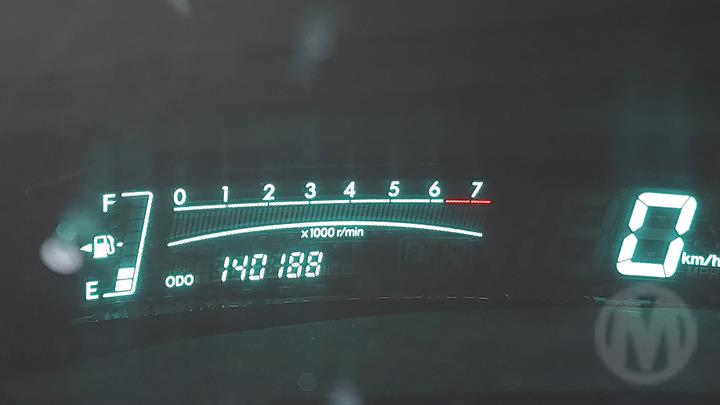 F 0 1 2 3 4 5 6 7
x1000 r/min
E ODO 140188
0 km/h
M